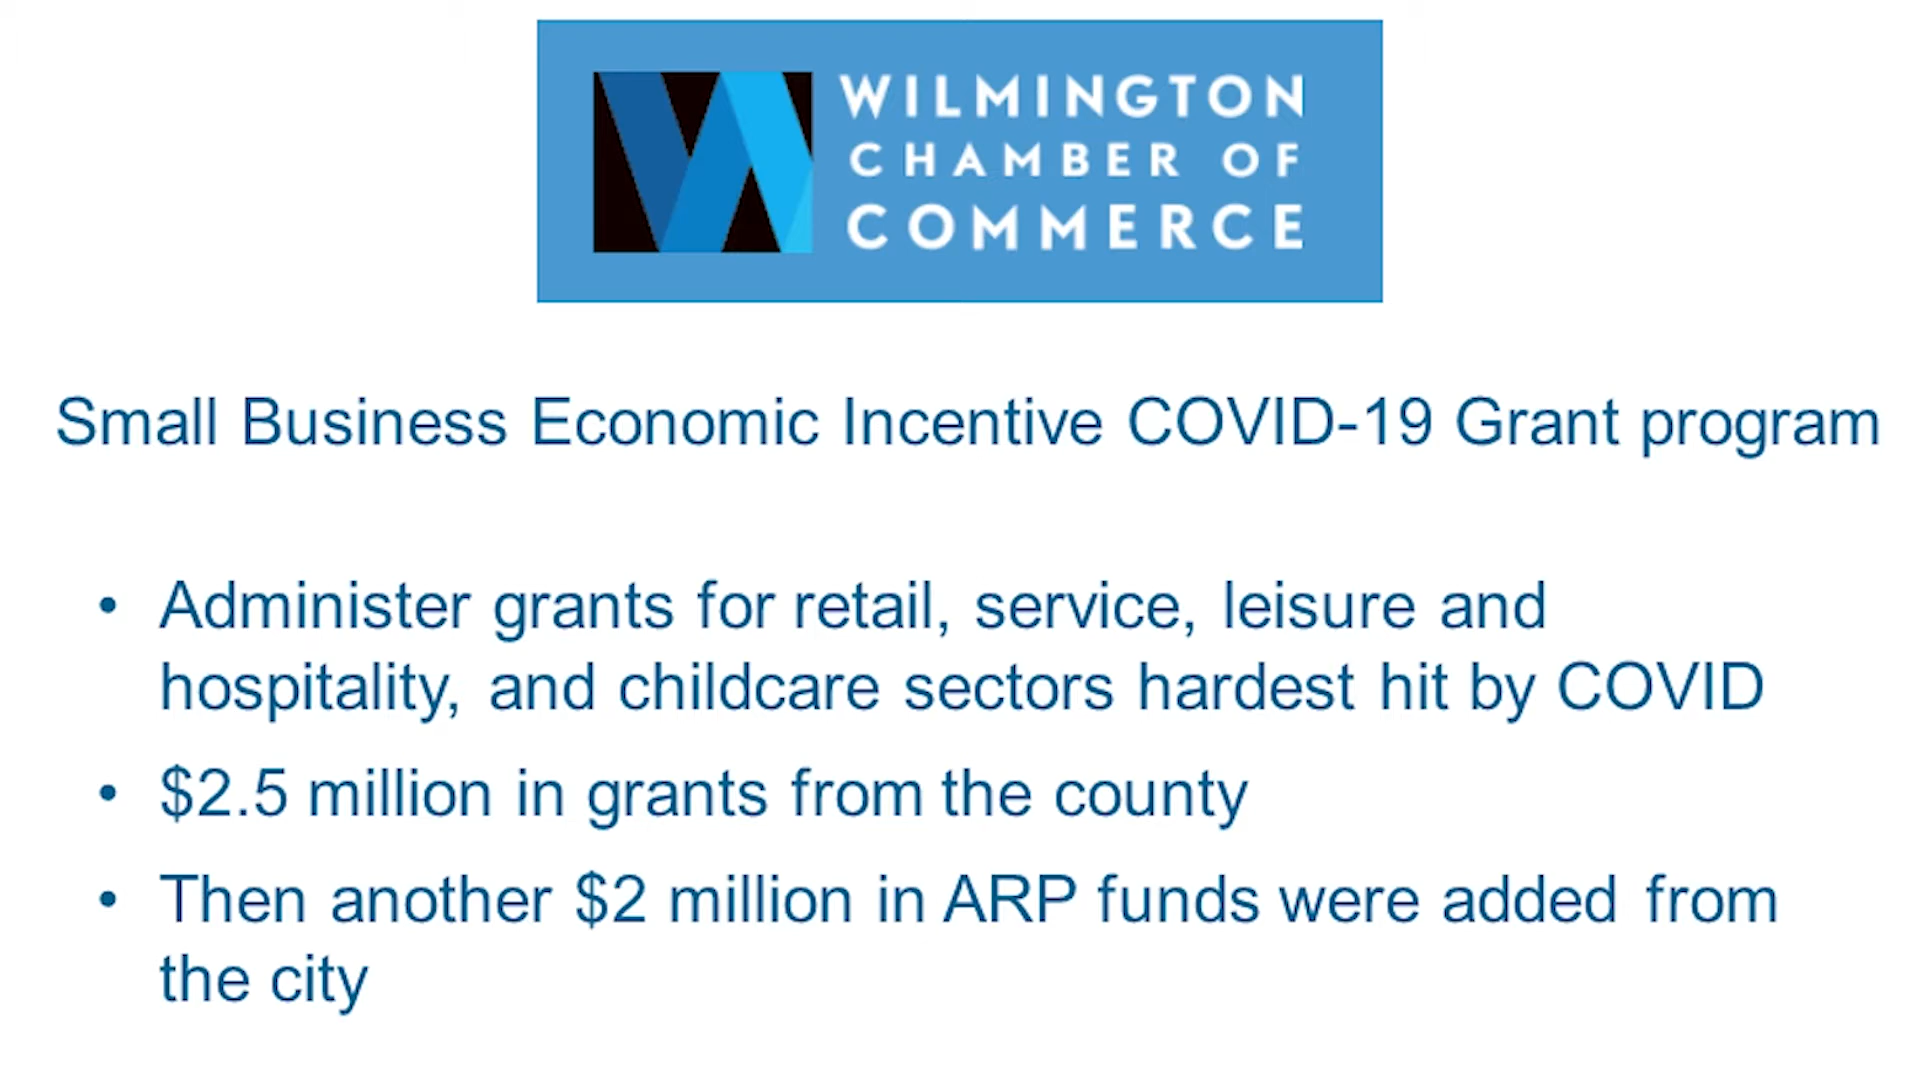 WILMINGTON
CHAMBER OF
COMMERCE
Small Business Economic Incentive COVID-19 Grant program
• Administer grants for retail, service, leisure and
hospitality, and childcare sectors hardest hit by COVID
• $2.5 million in grants from the county
• Then another $2 million in ARP funds were added from
the city